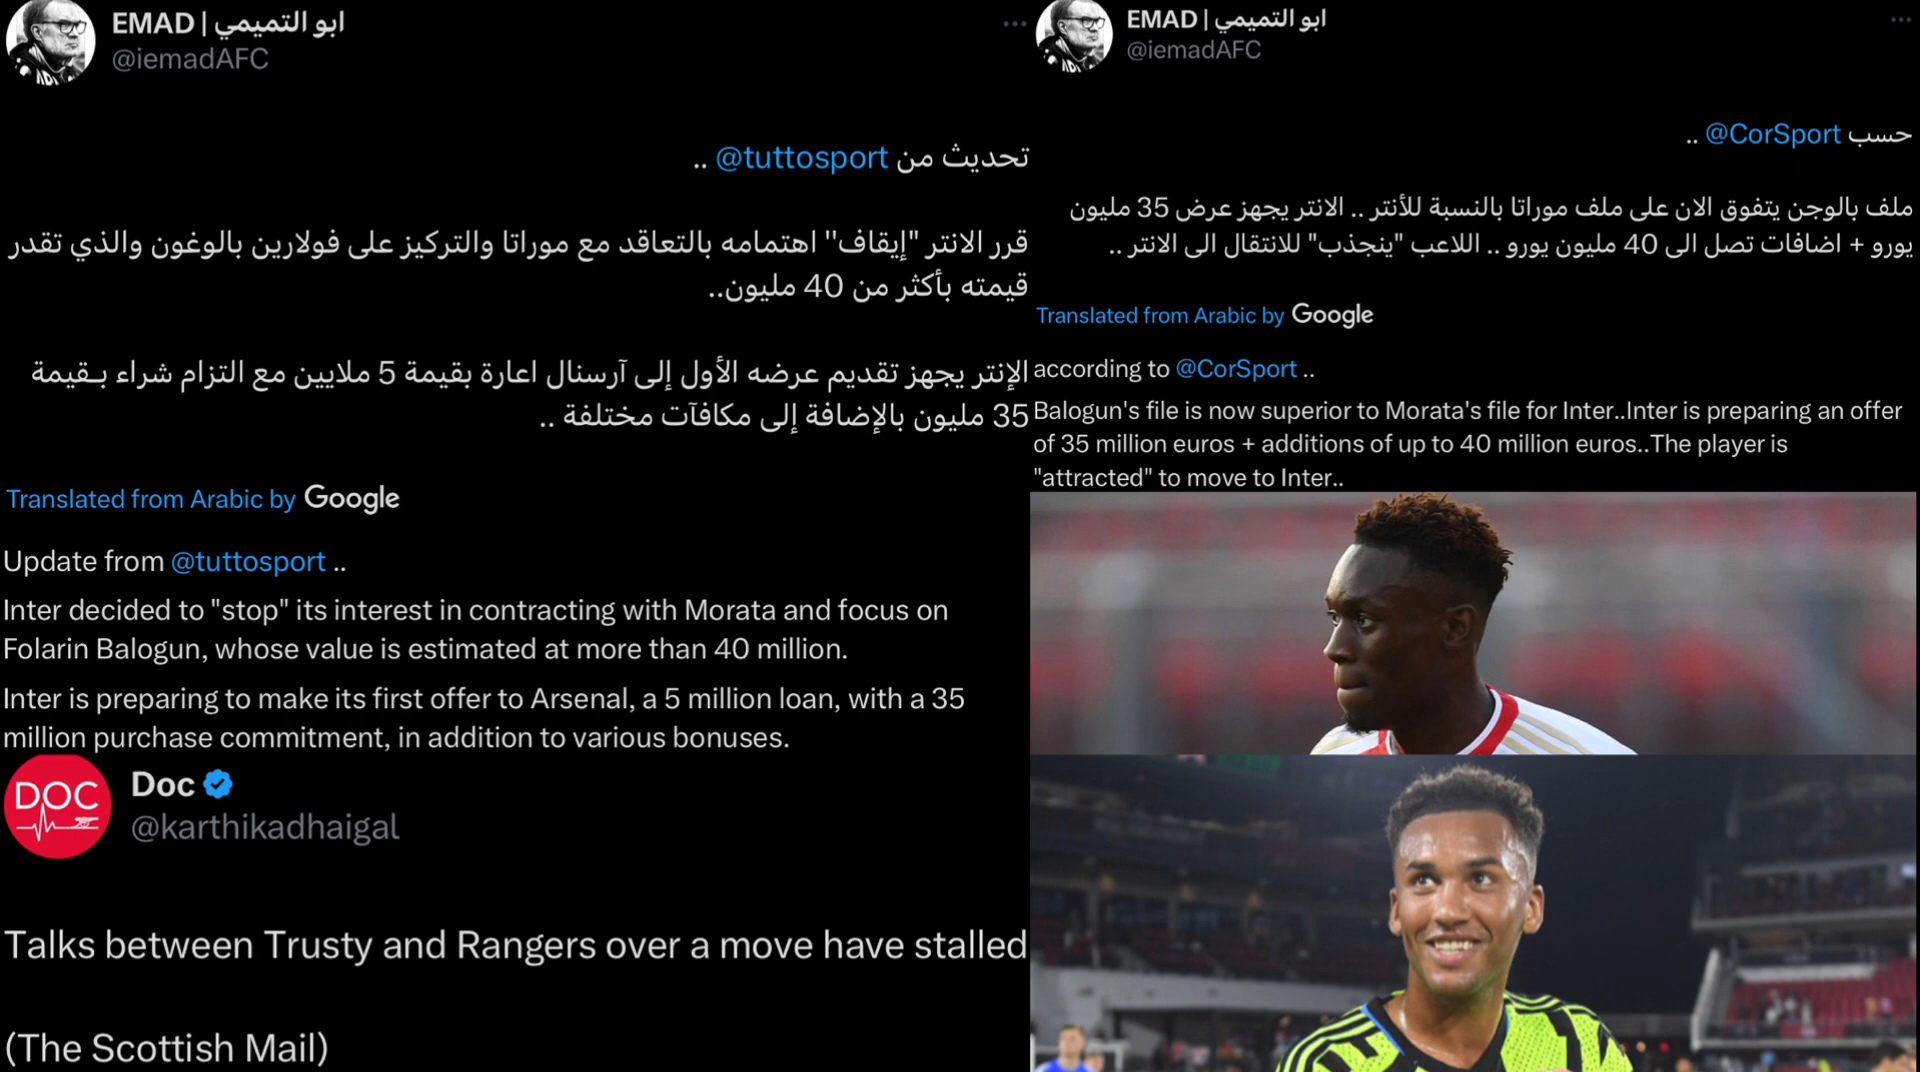 EMAD | ابو التميمي
@iemadAFC
تحديث من @tuttosport ..
قرر الانتر "إيقاف" اهتمامه بالتعاقد مع موراتا والتركيز على فولارين بالوغون والذي تقدر
قيمته بأكثر من 40 مليون..
الإنتر يجهز تقديم عرضه الأول إلى آرسنال اعارة بقيمة 5 ملايين مع التزام شراء بـقيمة
35 مليون بالإضافة إلى مكافآت مختلفة ..
Translated from Arabic by Google
Update from @tuttosport ..
Inter decided to "stop" its interest in contracting with Morata and focus on
Folarin Balogun, whose value is estimated at more than 40 million.
Inter is preparing to make its first offer to Arsenal, a 5 million loan, with a 35
million purchase commitment, in addition to various bonuses.
DOC
Doc
@karthikadhaigal
Talks between Trusty and Rangers over a move have stalled
(The Scottish Mail)
EMAD | ابو التميمي
@iemadAFC
حسب @CorSport ..
ملف بالوجن يتفوق الان على ملف موراتا بالنسبة للأنتر .. الانتر يجهز عرض 35 مليون
يورو + اضافات تصل الى 40 مليون يورو .. اللاعب "ينجذب" للانتقال الى الانتر ..
Translated from Arabic by Google
according to @CorSport ..
Balogun's file is now superior to Morata's file for Inter..Inter is preparing an offer
of 35 million euros + additions of up to 40 million euros..The player is
"attracted" to move to Inter..